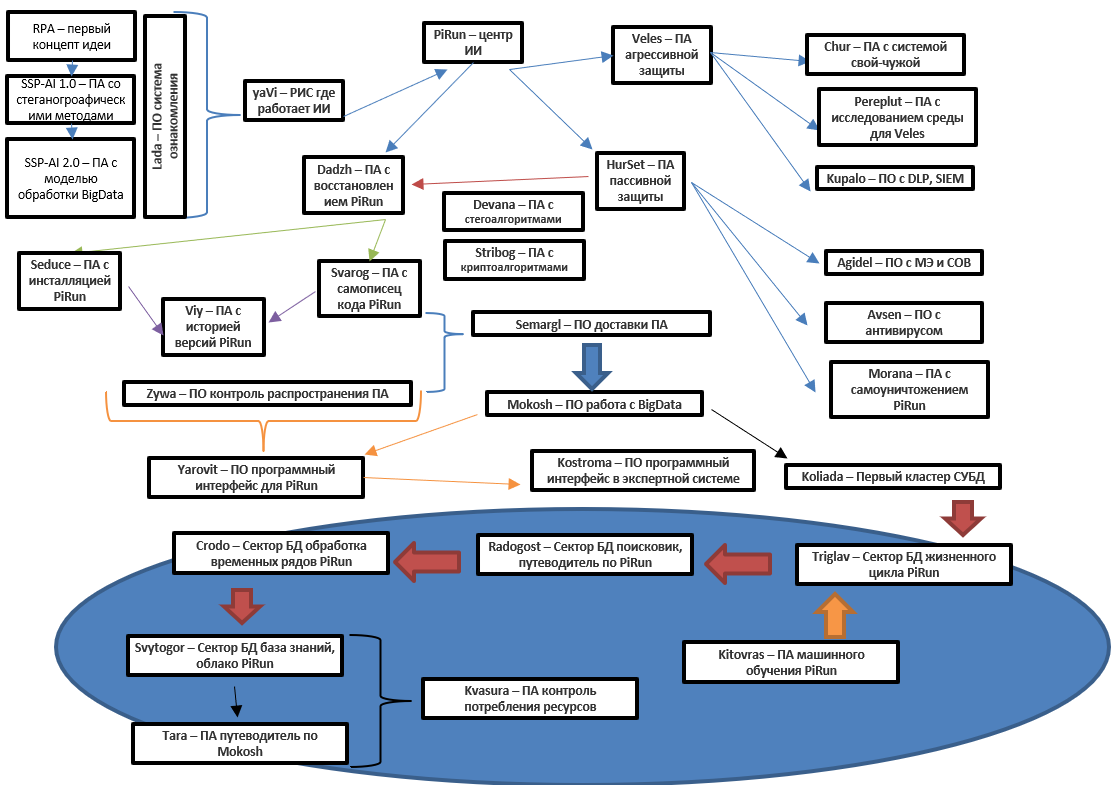 RPA – первый
концепт идеи
SSP-AI 1.0 – ПА со
стеганогроафическ
ими методами
SSP-AI 2.0 – ПА с
моделью
обработки BigData
Lada – ПО система
ознакомления
yaVi – РИС где
работает ИИ
PiRun – центр
ИИ
Veles – ПА
агрессивной
защиты
Chur – ПА с системой
свой-чужой
Pereplut – ПА с
исследованием среды
для Veles
Kupalo – ПО с DLP, SIEM
Dadzh – ПА с
восстановлен
ием PiRun
HurSet – ПА
пассивной
защиты
Devana – ПА с
стегоалгоритмами
Stribog – ПА с
криптоалгоритмами
Agidel – ПО с МЭ и СОВ
Avsen – ПО с
антивирусом
Morana – ПА с
самоуничтожением
PiRun
Seduce – ПА с
инсталляцией
PiRun
Svarog – ПА с
самописец
кода PiRun
Viy – ПА с
историей
версий PiRun
Semargl – ПО доставки ПА
Zywa – ПО контроль распространения ПА
Mokosh – ПО работа с BigData
Yarovit – ПО программный
интерфейс для PiRun
Kostroma – ПО программный
интерфейс в экспертной системе
Koliada – Первый кластер СУБД
Crodo – Сектор БД обработка
временных рядов PiRun
Radogost – Сектор БД поисковик,
путеводитель по PiRun
Triglav – Сектор БД жизненного
цикла PiRun
Svytogor – Сектор БД база знаний,
облако PiRun
Kitovras – ПА машинного
обучения PiRun
Kvasura – ПА контроль
потребления ресурсов
Tara – ПА путеводитель по
Mokosh